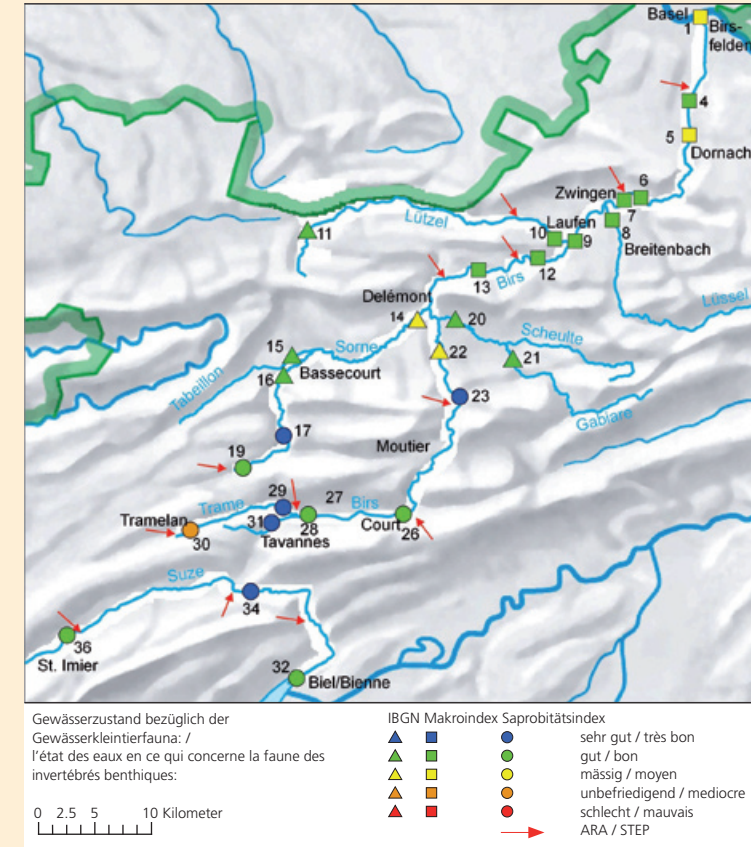 Basel
1
Birs-
felden
4
5
Dornach
Zwingen
6
7
Lützel
Laufen
11
10
9
8
Breitenbach
12
13
Birs
Delémont
Lüssel
14
20
Scheulte
15
Sorne
22
21
16
Bassecourt
Tabeillon
23
Gabiare
17
Moutier
19
29
27
Trame
Birs
Tramelan
31
28
Court
26
30
Tavannes
Suze
34
36
St. Imier
32
Biel/Bienne
Gewässerzustand bezüglich der
Gewässerkleintierfauna: /
l'état des eaux en ce qui concerne la faune des
invertébrés benthiques:
0 2.5 5 10 Kilometer
IBGN Makroindex Saprobitätsindex
sehr gut / très bon
gut / bon
mässig / moyen
unbefriedigend / mediocre
schlecht / mauvais
ARA / STEP